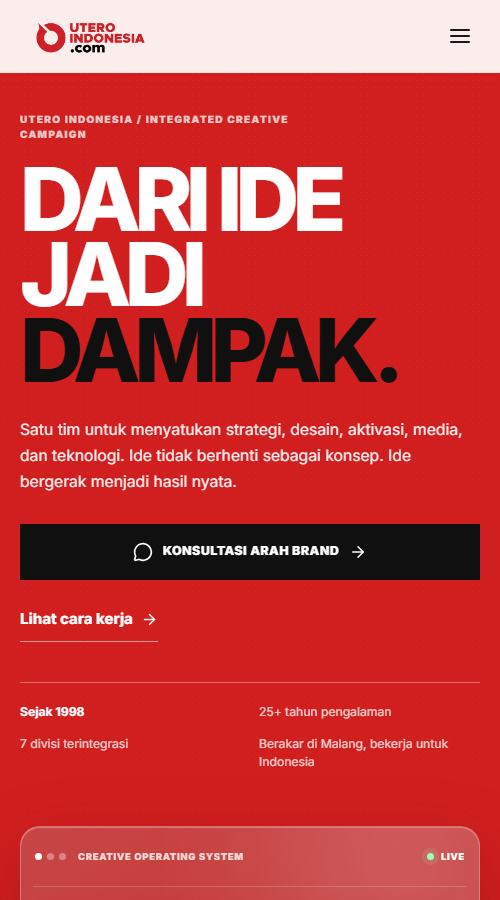 UTERO
INDONESIA
.com
UTERO INDONESIA / INTEGRATED CREATIVE
CAMPAIGN
DARI IDE
JADI
DAMPAK.
Satu tim untuk menyatukan strategi, desain, aktivasi, media,
dan teknologi. Ide tidak berhenti sebagai konsep. Ide
bergerak menjadi hasil nyata.
KONSULTASI ARAH BRAND
Lihat cara kerja
Sejak 1998
25+ tahun pengalaman
7 divisi terintegrasi
Berakar di Malang, bekerja untuk
Indonesia
CREATIVE OPERATING SYSTEM
LIVE